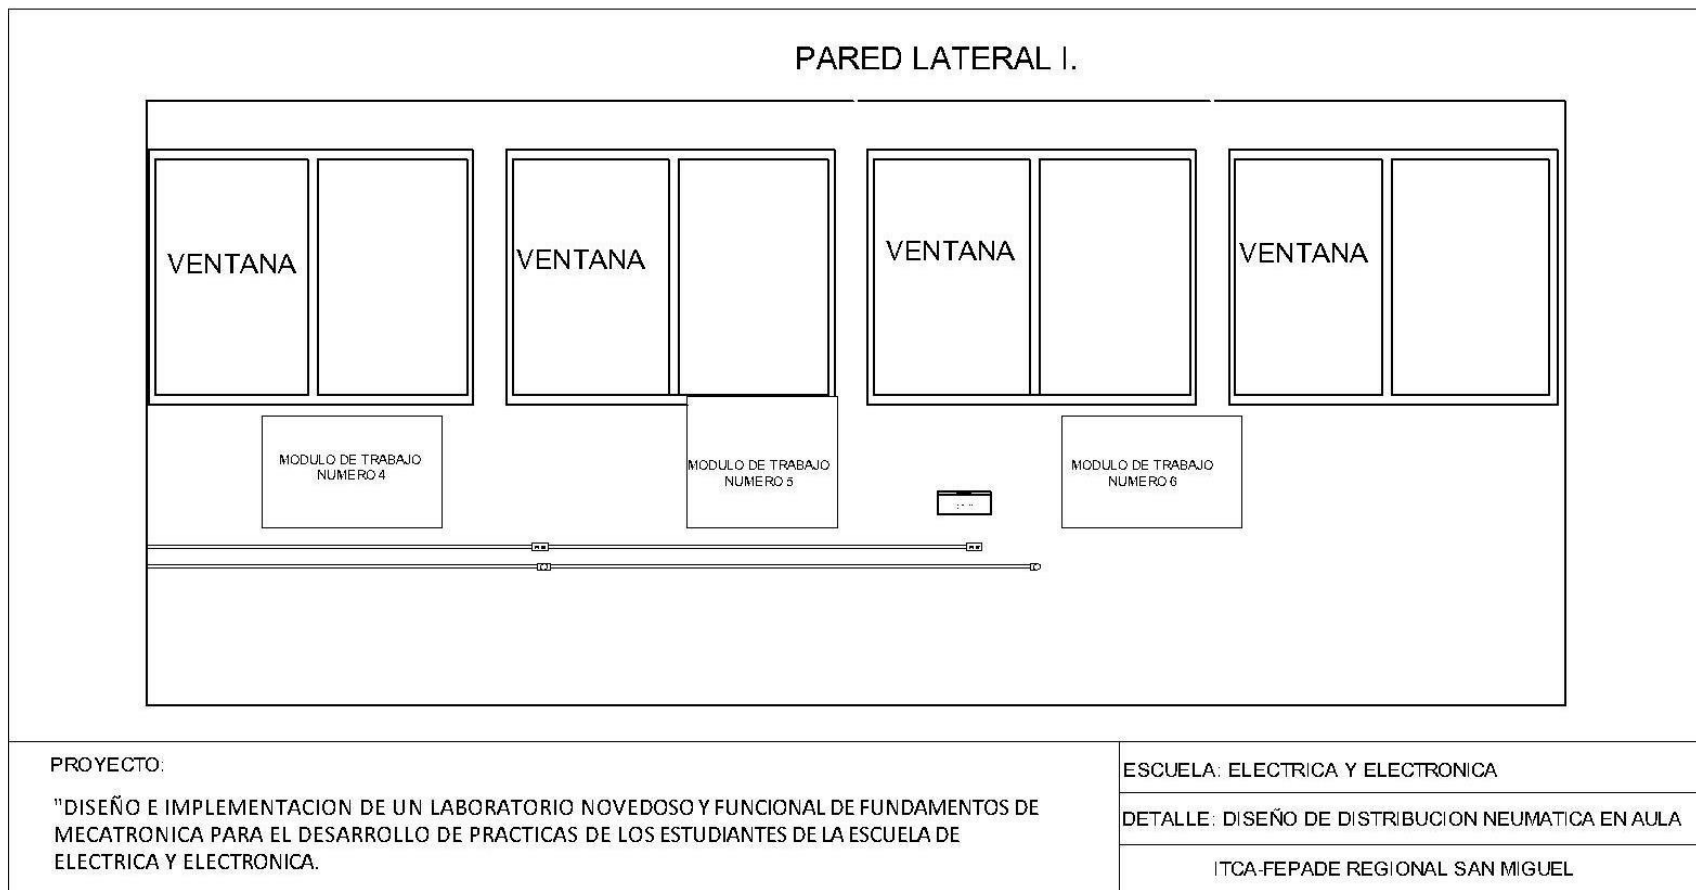 PARED LATERAL I.
VENTANA
VENTANA
VENTANA
VENTANA
MODULO DE TRABAJO
NUMERO 4
MODULO DE TRABAJO
NUMERO 5
MODULO DE TRABAJO
NUMERO 6
PROYECTO:
"DISEÑO E IMPLEMENTACION DE UN LABORATORIO NOVEDOSO Y FUNCIONAL DE FUNDAMENTOS DE
MECATRONICA PARA EL DESARROLLO DE PRACTICAS DE LOS ESTUDIANTES DE LA ESCUELA DE
ELECTRICA Y ELECTRONICA.
ESCUELA: ELECTRICA Y ELECTRONICA
DETALLE: DISEÑO DE DISTRIBUCION NEUMATICA EN AULA
ITCA-FEPADE REGIONAL SAN MIGUEL